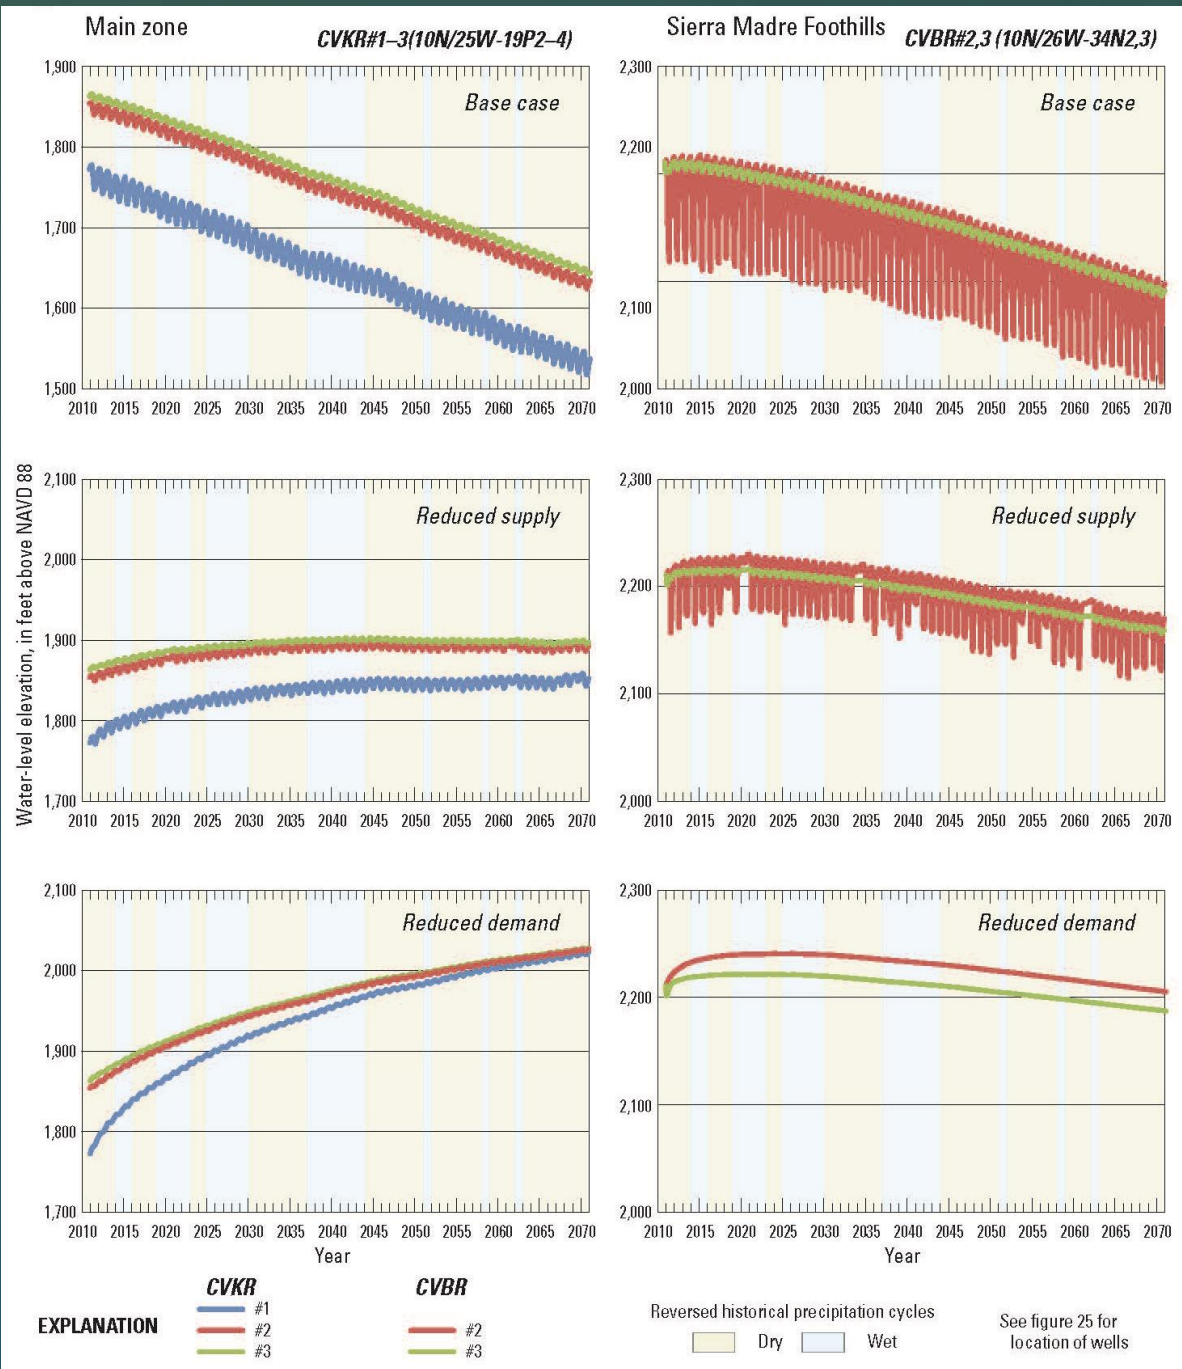 Main zone
CVKR#1–3(10N/25W-19P2–4)
Sierra Madre Foothills
CVBR#2,3 (10N/26W-34N2,3)
1,900
1,800
1,700
1,600
1,500
Base case
2010 2015 2020 2025 2030 2035 2040 2045 2050 2055 2060 2065 2070
2,300
2,200
2,100
2,000
Base case
2010 2015 2020 2025 2030 2035 2040 2045 2050 2055 2060 2065 2070
Water-level elevation, in feet above NAVD 88
2,100
2,000
1,900
1,800
1,700
Reduced supply
2010 2015 2020 2025 2030 2035 2040 2045 2050 2055 2060 2065 2070
2,300
2,200
2,100
2,000
Reduced supply
2010 2015 2020 2025 2030 2035 2040 2045 2050 2055 2060 2065 2070
2,100
2,000
1,900
1,800
1,700
Reduced demand
2010 2015 2020 2025 2030 2035 2040 2045 2050 2055 2060 2065 2070
Year
2,300
2,200
2,100
2,000
Reduced demand
2010 2015 2020 2025 2030 2035 2040 2045 2050 2055 2060 2065 2070
Year
EXPLANATION
CVKR
#1
#2
#3
CVBR
#2
#3
Reversed historical precipitation cycles
Dry Wet
See figure 25 for
location of wells